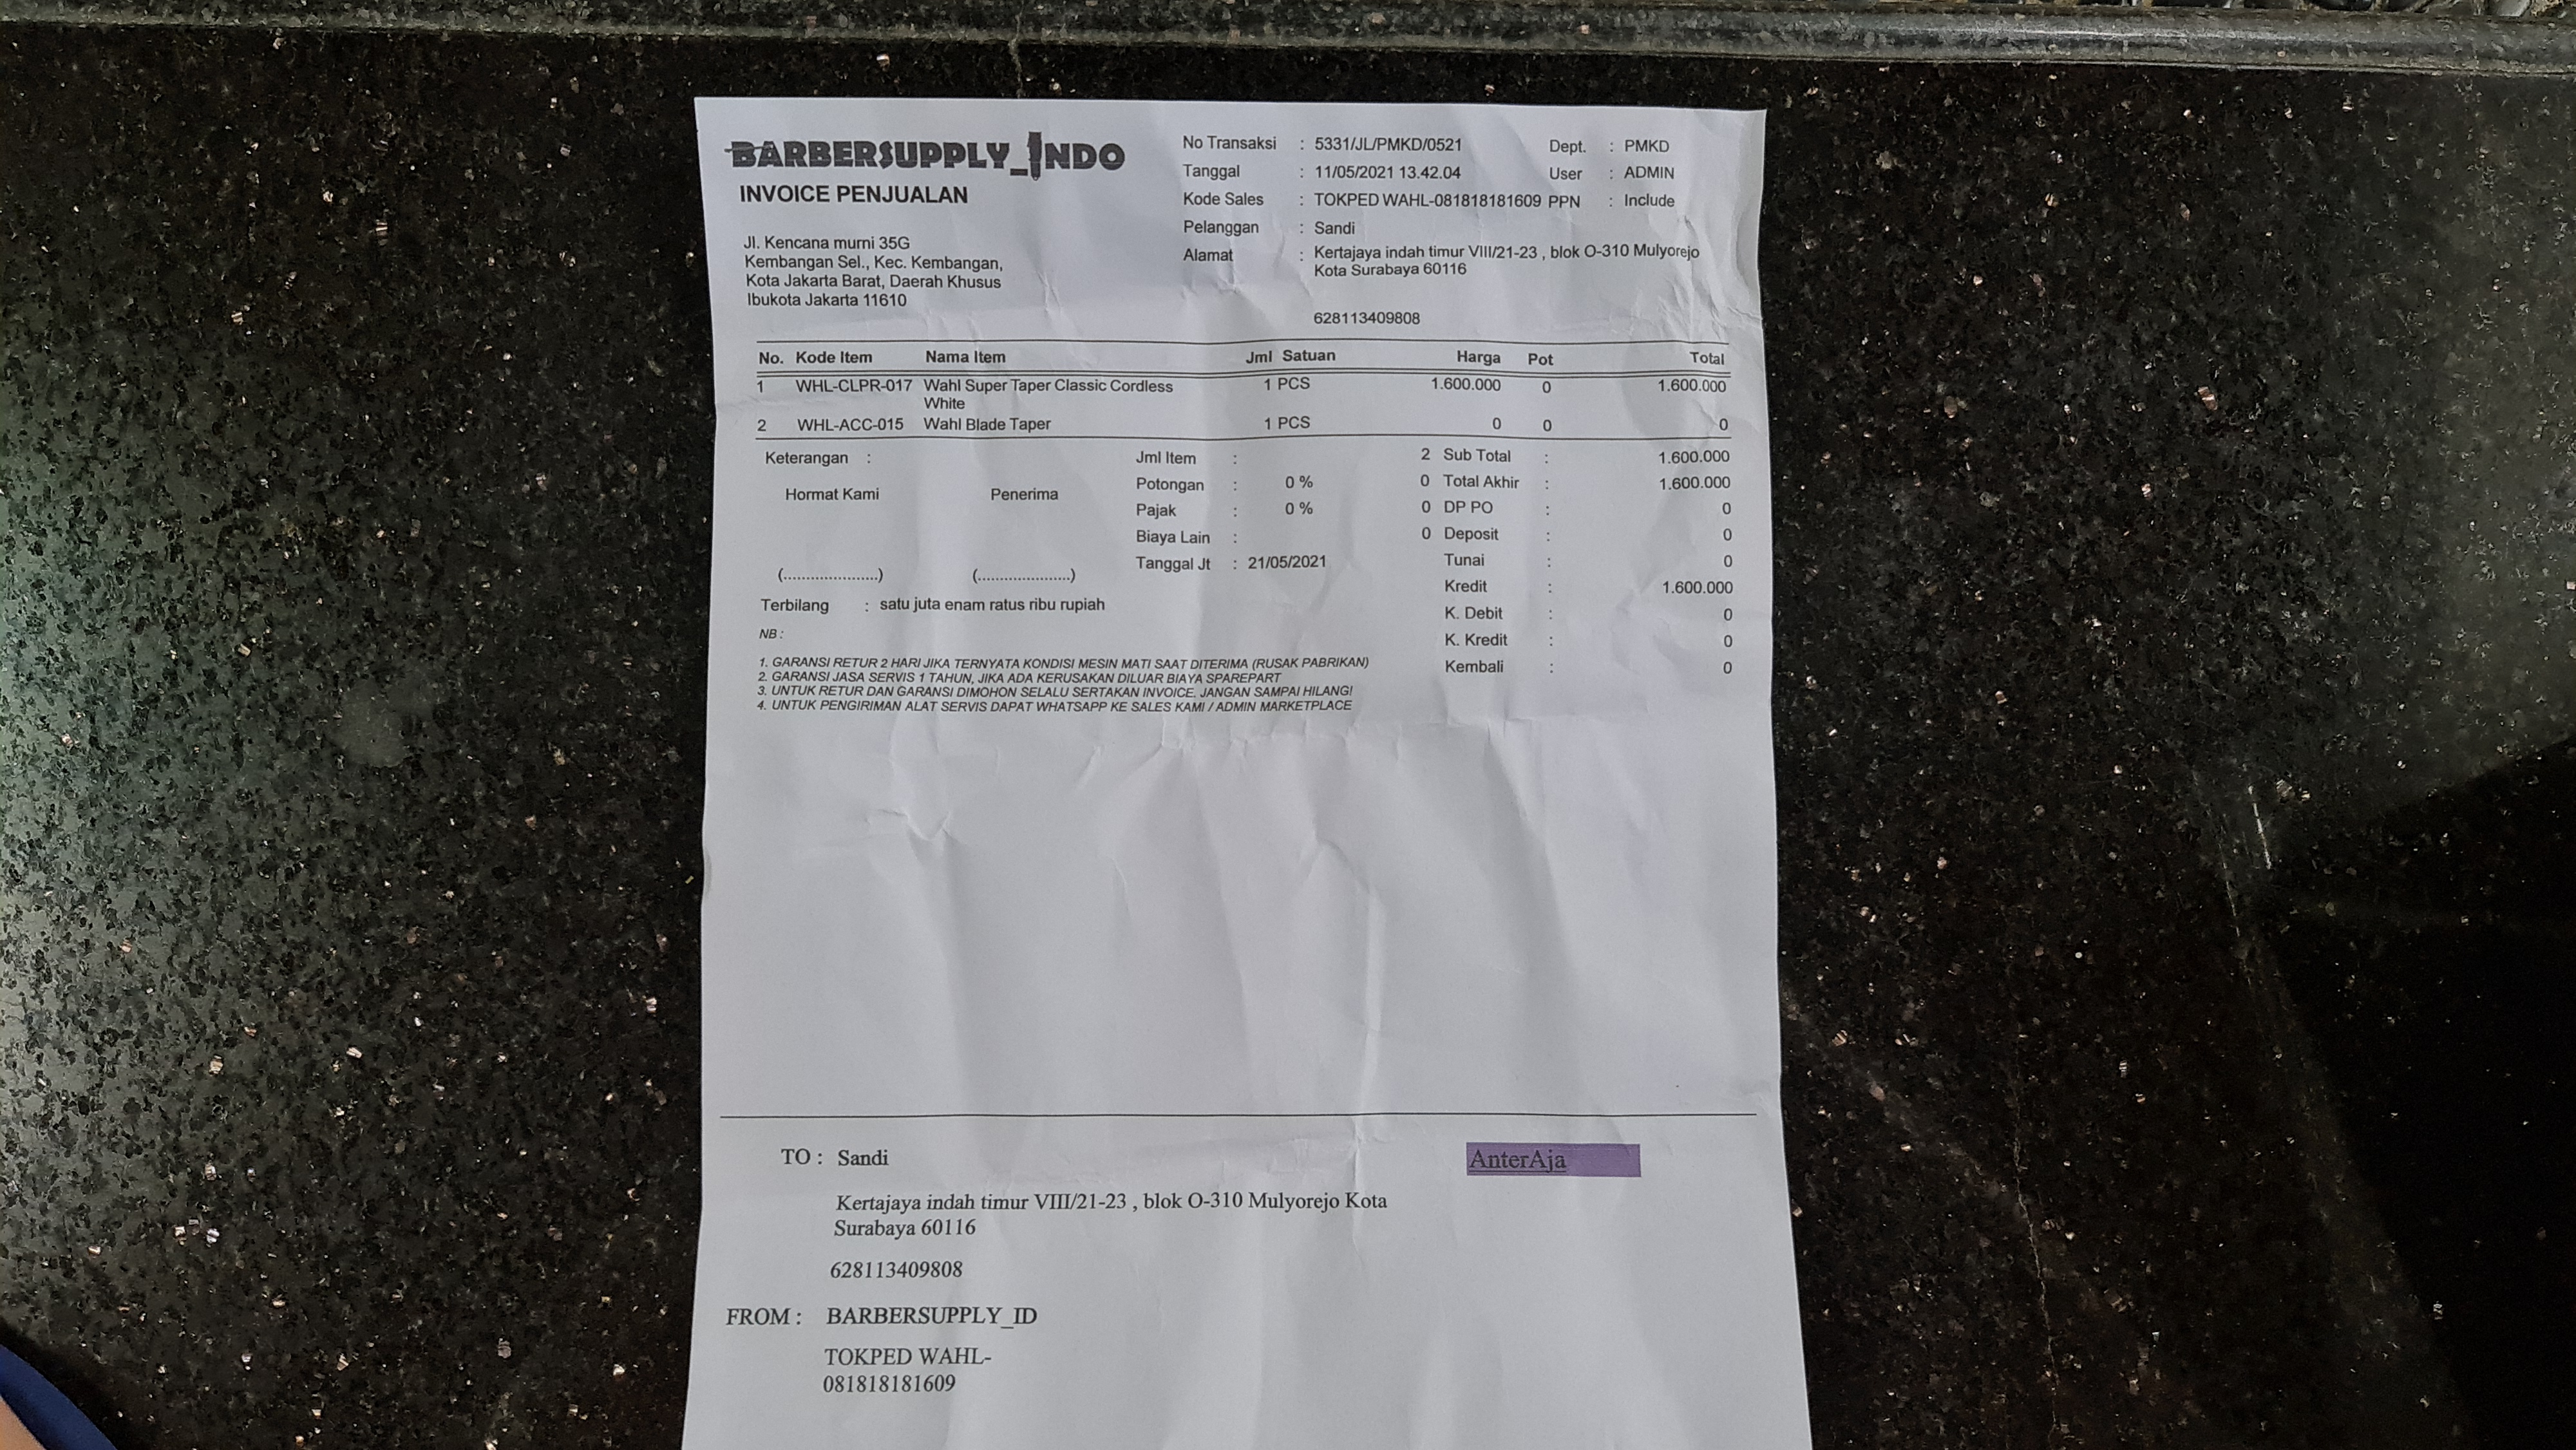 BARBERSUPPLY_INDO
INVOICE PENJUALAN
Jl. Kencana murni 35G
Kembangan Sel., Kec. Kembangan,
Kota Jakarta Barat, Daerah Khusus
Ibukota Jakarta 11610
No Transaksi : 5331/JL/PMKD/0521 Dept. : PMKD
Tanggal : 11/05/2021 13.42.04 User : ADMIN
Kode Sales : TOKPED WAHL-081818181609 PPN : Include
Pelanggan : Sandi
Alamat : Kertajaya indah timur VIII/21-23 , blok O-310 Mulyorejo
Kota Surabaya 60116
628113409808
No. Kode Item Nama Item Jml Satuan Harga Pot Total
1 WHL-CLPR-017 Wahl Super Taper Classic Cordless 1 PCS 1.600.000 0 1.600.000
White
2 WHL-ACC-015 Wahl Blade Taper 1 PCS 0 0 0
Keterangan : Jml Item : 2 Sub Total : 1.600.000
Hormat Kami Penerima Potongan : 0 % 0 Total Akhir : 1.600.000
Pajak : 0 % 0 DP PO : 0
Biaya Lain : 0 Deposit : 0
(...................) (...................) Tanggal Jt : 21/05/2021 Tunai : 0
Kredit : 1.600.000
Terbilang : satu juta enam ratus ribu rupiah K. Debit : 0
K. Kredit : 0
Kembali : 0
NB :
1. GARANSI RETUR 2 HARI JIKA TERNYATA KONDISI MESIN MATI SAAT DITERIMA (RUSAK PABRIKAN)
2. GARANSI JASA SERVIS 1 TAHUN, JIKA ADA KERUSAKAN DILUAR BIAYA SPAREPART
3. UNTUK RETUR DAN GARANSI DIMOHON SELALU SERTAKAN INVOICE, JANGAN SAMPAI HILANG!
4. UNTUK PENGIRIMAN ALAT SERVIS DAPAT WHATSAPP KE SALES KAMI / ADMIN MARKETPLACE
TO : Sandi AnterAja
Kertajaya indah timur VIII/21-23 , blok O-310 Mulyorejo Kota
Surabaya 60116
628113409808
FROM : BARBERSUPPLY_ID
TOKPED WAHL-
081818181609